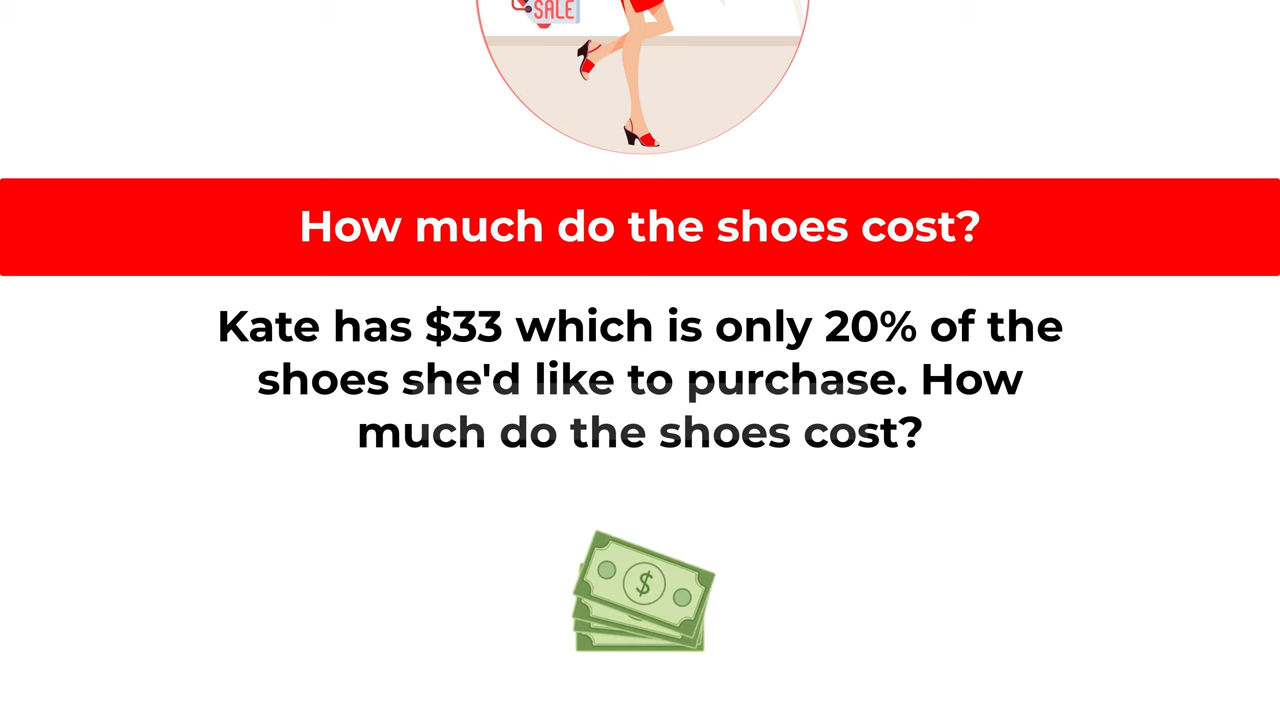 SALE
How much do the shoes cost?
Kate has $33 which is only 20% of the
shoes she'd like to purchase. How
much do the shoes cost?
$